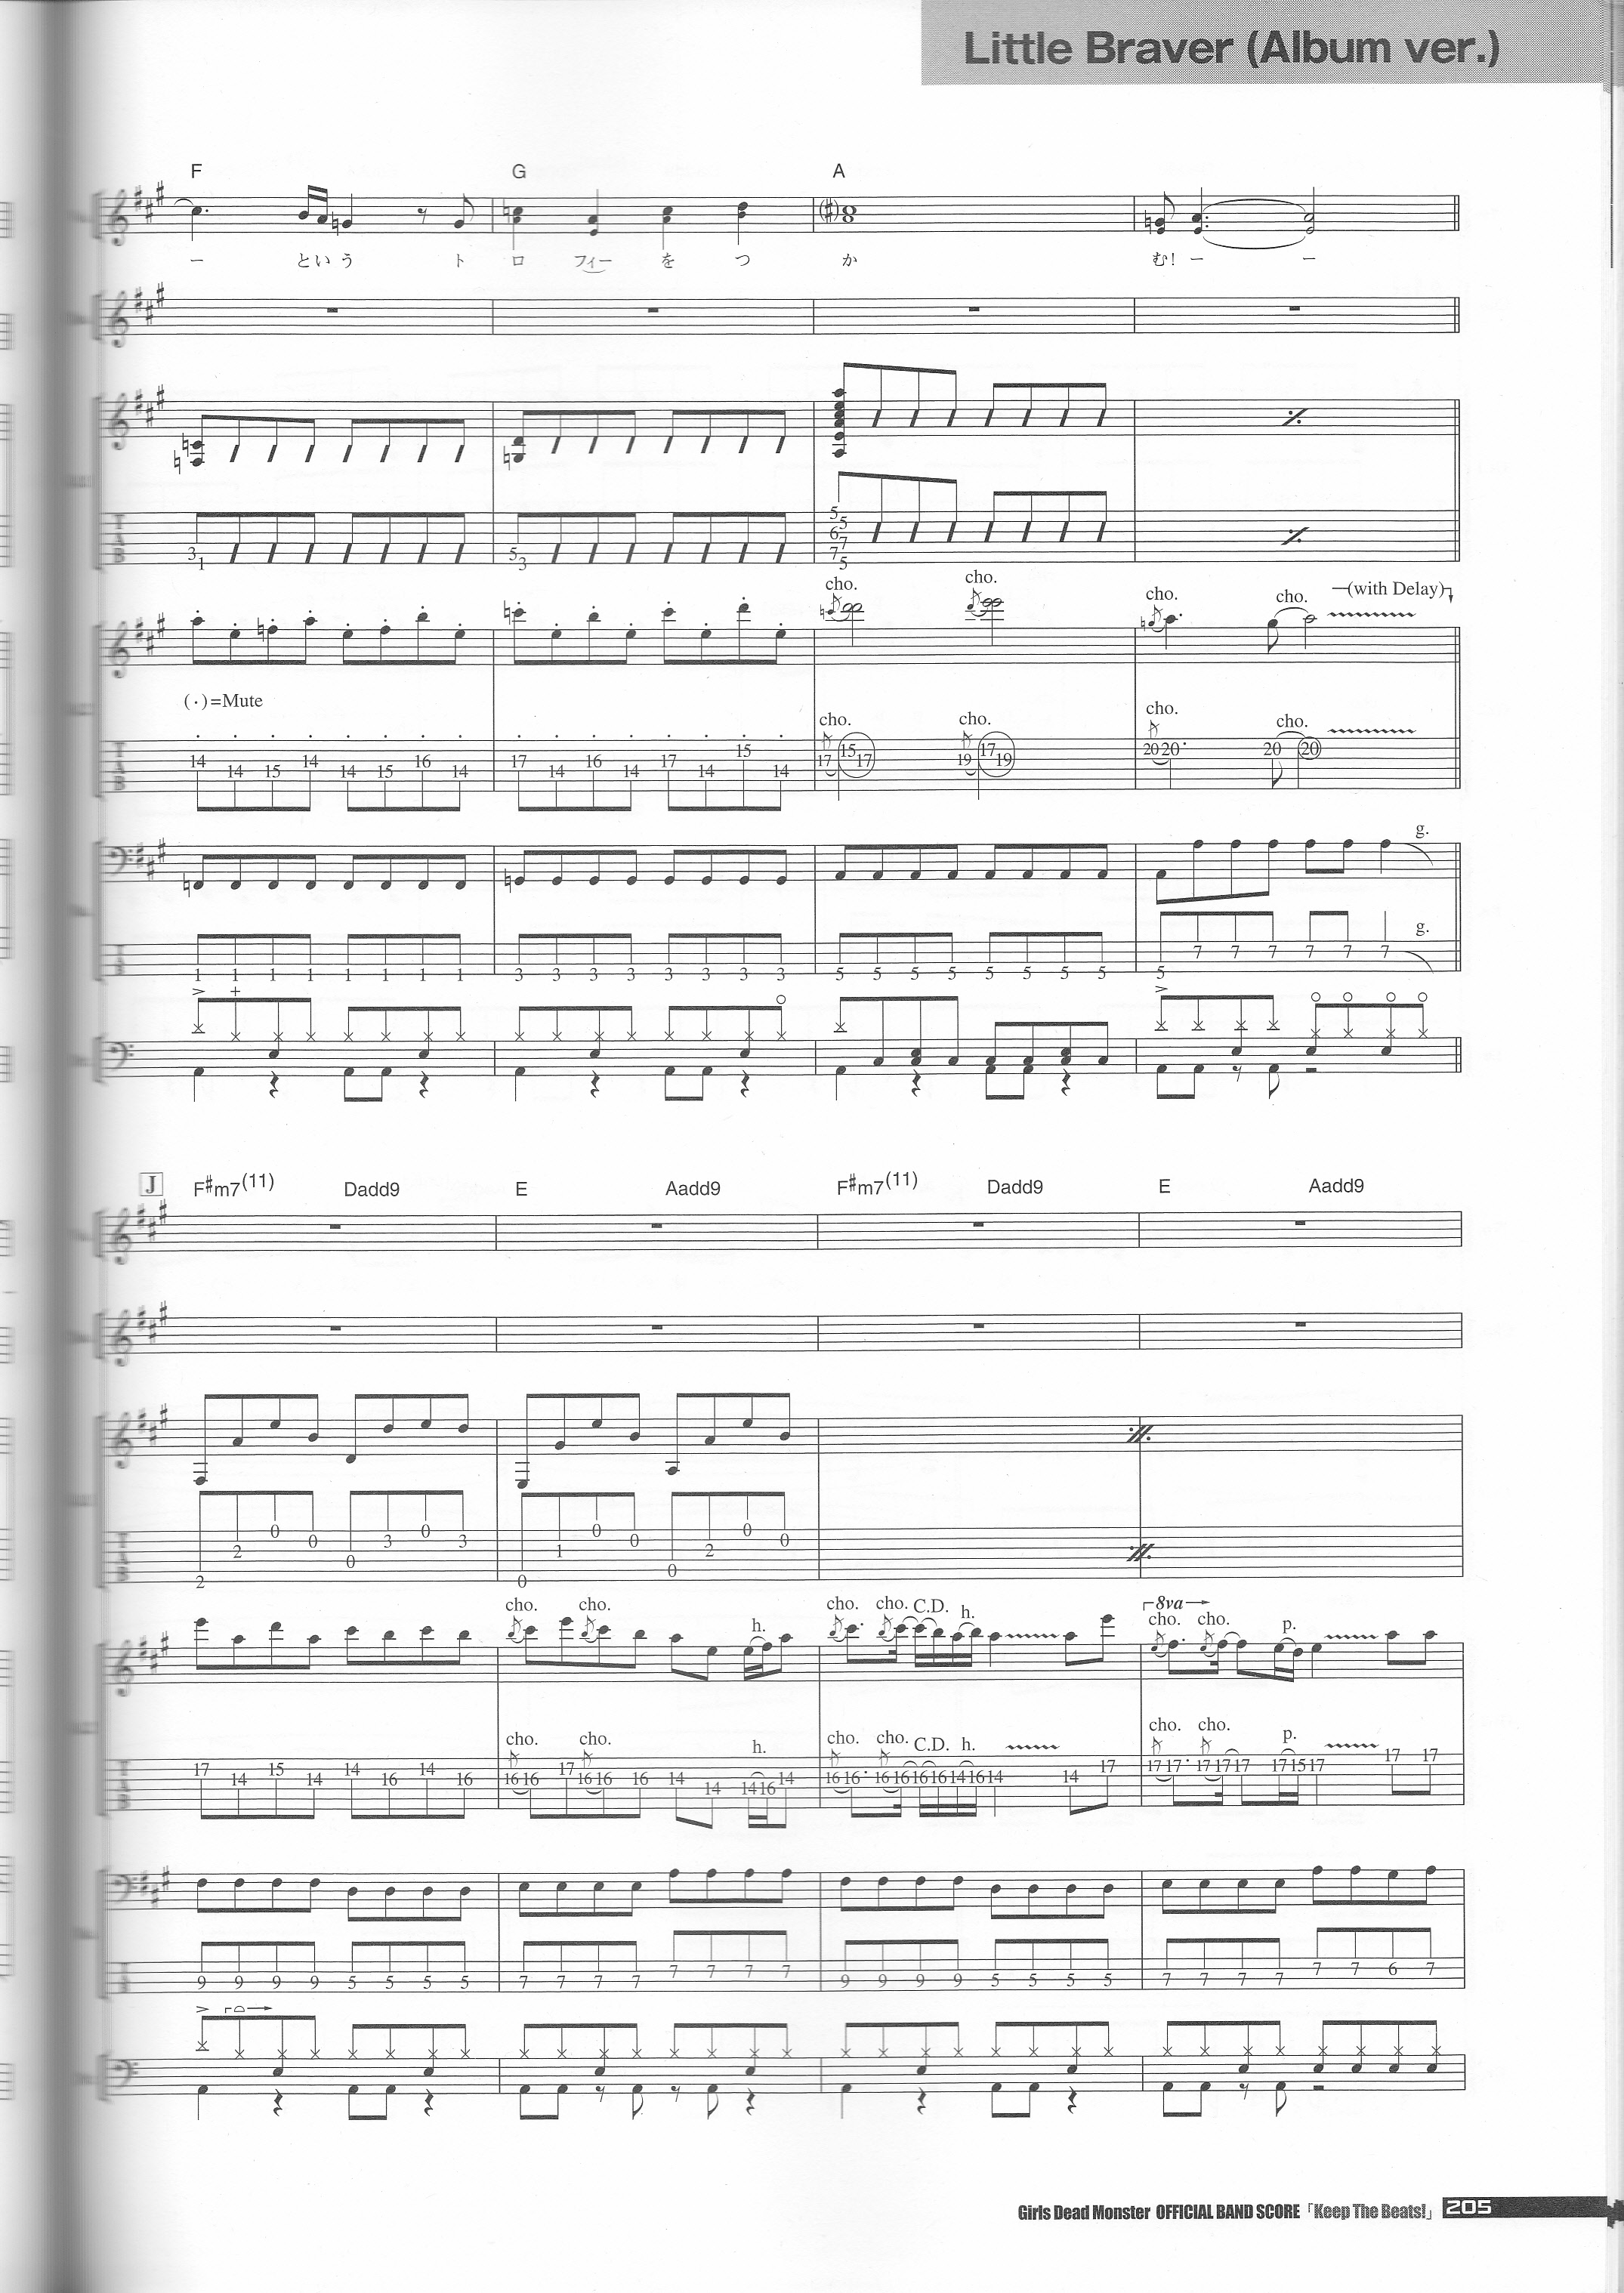 Little Braver (Album ver.)
F G A
ー という ト ロ フィー を つ か む! ー ー
3 1 5 3 5 5 6 7 7 5
cho. cho. cho. cho. (with Delay)
(・)=Mute
cho. cho. cho. cho.
14 14 15 14 14 15 16 14 17 14 16 14 17 14 15 14 17 15 17 19 17 19 20 20 20 20
g.
g.
1 1 1 1 1 1 1 1 3 3 3 3 3 3 3 3 5 5 5 5 5 5 5 5 5 7 7 7 7 7 7
J F#m7(11) Dadd9 E Aadd9 F#m7(11) Dadd9 E Aadd9
2 2 0 0 0 3 0 3 0 1 0 0 0 2 0 0
8va
cho. cho. h. cho. cho. C.D. h. cho. cho. p.
cho. cho. h. cho. cho. C.D. h. cho. cho. p.
17 14 15 14 14 16 14 16 16 16 17 16 16 16 14 14 14 16 14 16 16 16 16 16 16 14 16 14 14 17 17 17 17 17 17 17 15 17 17 17
9 9 9 9 5 5 5 5 7 7 7 7 7 7 7 7 9 9 9 9 5 5 5 5 7 7 7 7 7 7 6 7
Girls Dead Monster OFFICIAL BAND SCORE「Keep The Beats!」 205